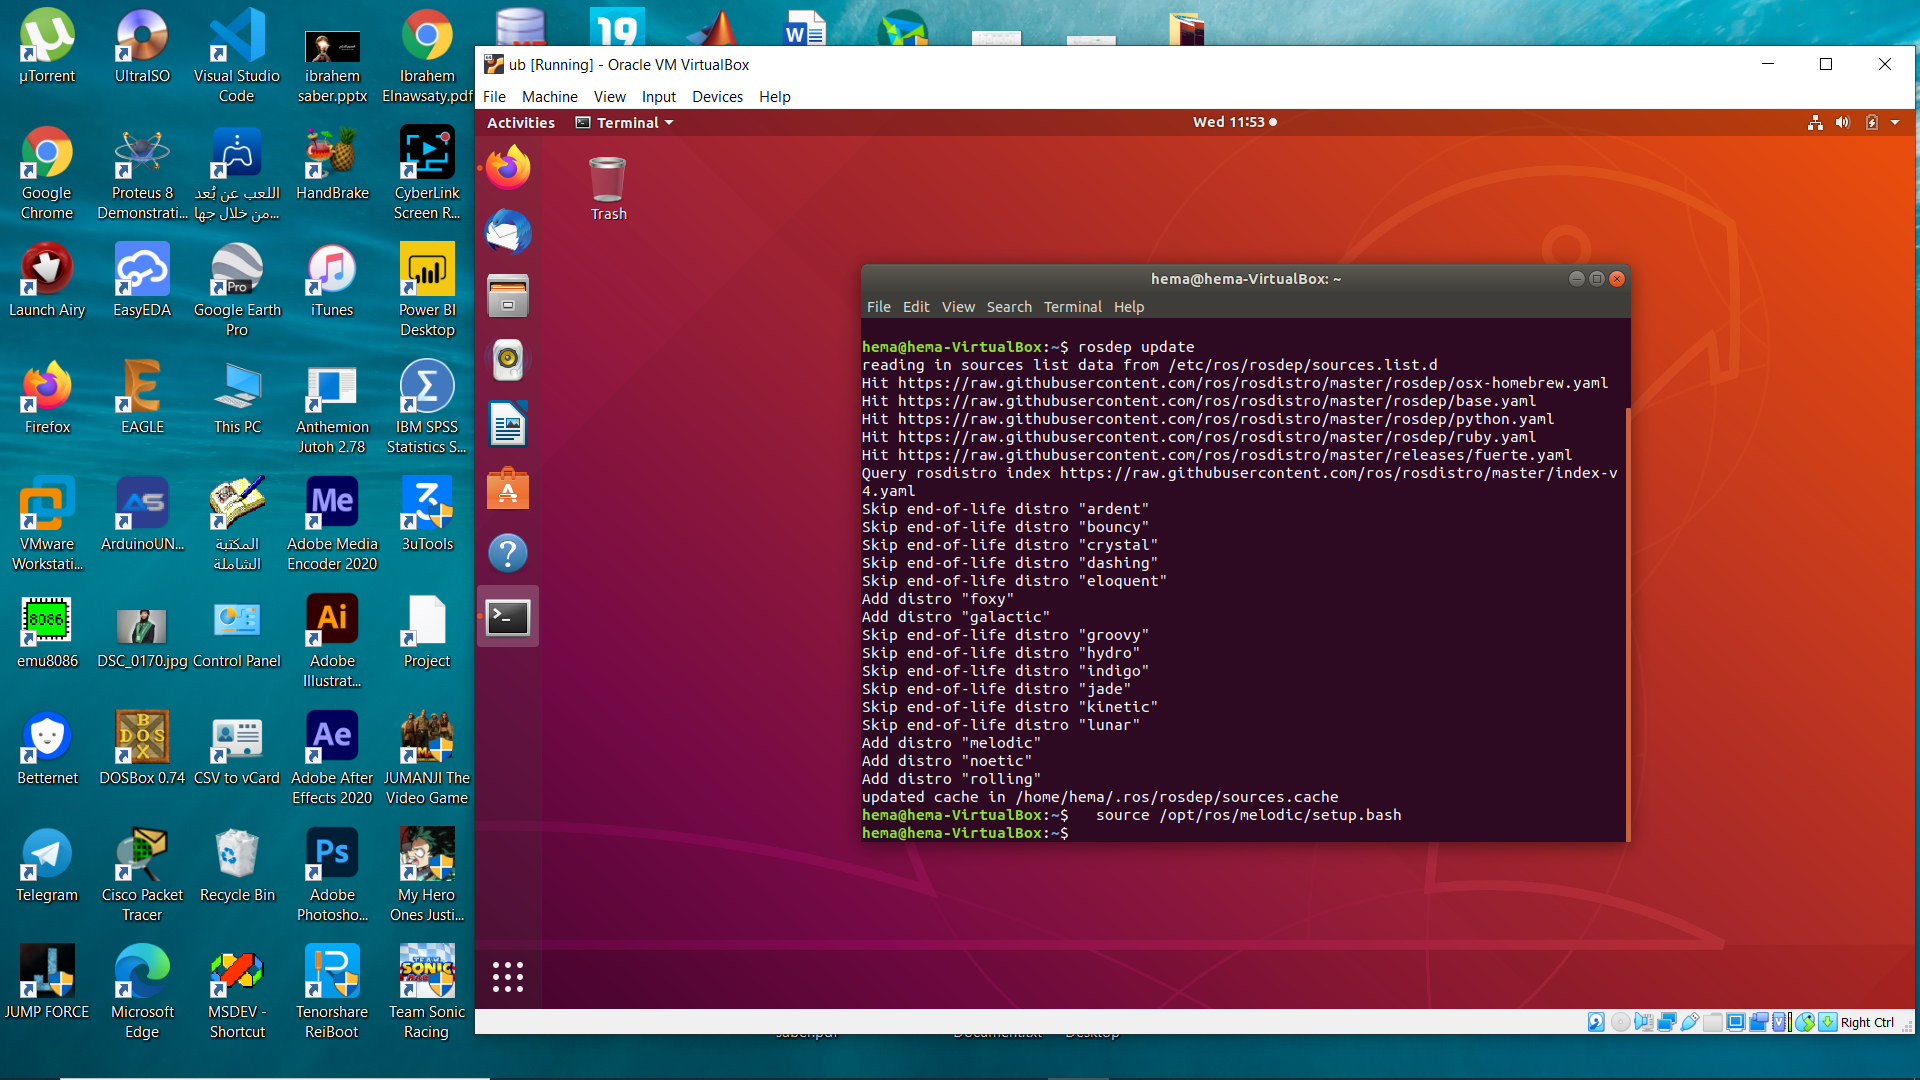 µTorrent
UltraISO
Visual Studio
Code
ibrahem
saber.pptx
Ibrahem
Elnawsaty.pdf
19
Google
Chrome
Proteus 8
Demonstrati...
اللعب عن بُعد
من خلال جها...
HandBrake
CyberLink
Screen R...
Launch Airy
EasyEDA
Pro
Google Earth
Pro
iTunes
Power BI
Desktop
Firefox
EAGLE
This PC
Anthemion
Jutoh 2.78
IBM SPSS
Statistics S...
VMware
Workstati...
ArduinoUN...
المكتبة
الشاملة
Me
Adobe Media
Encoder 2020
3uTools
8086
emu8086
DSC_0170.jpg
Control Panel
Ai
Adobe
Illustrat...
Project
Betternet
DOSBox 0.74
CSV to vCard
Ae
Adobe After
Effects 2020
JUMANJI The
Video Game
Telegram
Cisco Packet
Tracer
Recycle Bin
Ps
Adobe
Photosho...
My Hero
Ones Justi...
JUMP FORCE
Microsoft
Edge
MSDEV -
Shortcut
Tenorshare
ReiBoot
Team Sonic
Racing
ub [Running] - Oracle VM VirtualBox
File Machine View Input Devices Help
Activities Terminal Wed 11:53
Trash
hema@hema-VirtualBox: ~
File Edit View Search Terminal Help
hema@hema-VirtualBox:~$ rosdep update
reading in sources list data from /etc/ros/rosdep/sources.list.d
Hit https://raw.githubusercontent.com/ros/rosdistro/master/rosdep/osx-homebrew.yaml
Hit https://raw.githubusercontent.com/ros/rosdistro/master/rosdep/base.yaml
Hit https://raw.githubusercontent.com/ros/rosdistro/master/rosdep/python.yaml
Hit https://raw.githubusercontent.com/ros/rosdistro/master/rosdep/ruby.yaml
Hit https://raw.githubusercontent.com/ros/rosdistro/master/releases/fuerte.yaml
Query rosdistro index https://raw.githubusercontent.com/ros/rosdistro/master/index-v
4.yaml
Skip end-of-life distro "ardent"
Skip end-of-life distro "bouncy"
Skip end-of-life distro "crystal"
Skip end-of-life distro "dashing"
Skip end-of-life distro "eloquent"
Add distro "foxy"
Add distro "galactic"
Skip end-of-life distro "groovy"
Skip end-of-life distro "hydro"
Skip end-of-life distro "indigo"
Skip end-of-life distro "jade"
Skip end-of-life distro "kinetic"
Skip end-of-life distro "lunar"
Add distro "melodic"
Add distro "noetic"
Add distro "rolling"
updated cache in /home/hema/.ros/rosdep/sources.cache
hema@hema-VirtualBox:~$   source /opt/ros/melodic/setup.bash
hema@hema-VirtualBox:~$
Right Ctrl